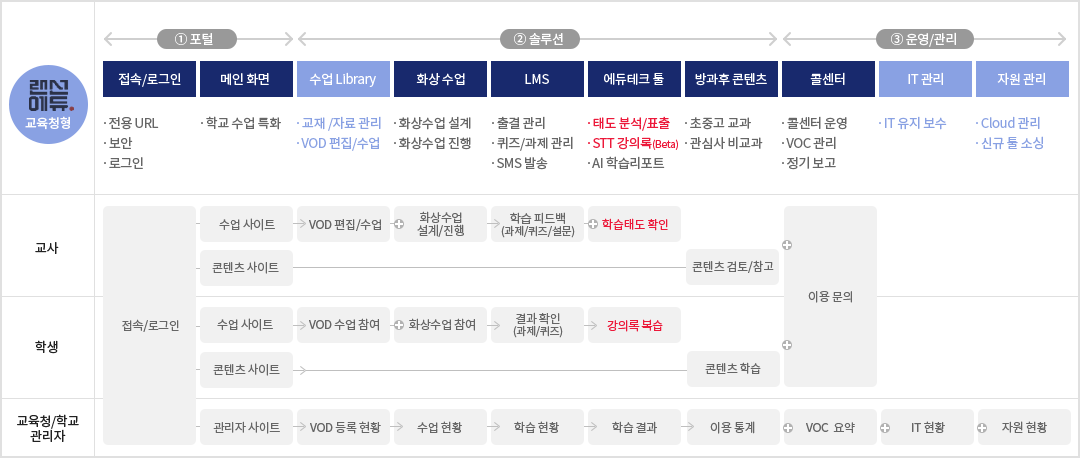 ① 포털
② 솔루션
③ 운영/관리
랜선
에듀.
교육청형
접속/로그인
메인 화면
수업 Library
화상 수업
LMS
에듀테크 툴
방과후 콘텐츠
콜센터
IT 관리
자원 관리
· 전용 URL
· 보안
· 로그인
· 학교 수업 특화
· 교재 /자료 관리
· VOD 편집/수업
· 화상수업 설계
· 화상수업 진행
· 출결 관리
· 퀴즈/과제 관리
· SMS 발송
· 태도 분석/표출
· STT 강의록(Beta)
· AI 학습리포트
· 초중고 교과
· 관심사 비교과
· 콜센터 운영
· VOC 관리
· 정기 보고
· IT 유지 보수
· Cloud 관리
· 신규 툴 소싱
교사
접속/로그인
수업 사이트
VOD 편집/수업
화상수업
설계/진행
학습 피드백
(과제/퀴즈/설문)
학습태도 확인
콘텐츠 사이트
콘텐츠 검토/참고
이용 문의
학생
수업 사이트
VOD 수업 참여
화상수업 참여
결과 확인
(과제/퀴즈)
강의록 복습
콘텐츠 사이트
콘텐츠 학습
교육청/학교
관리자
관리자 사이트
VOD 등록 현황
수업 현황
학습 현황
학습 결과
이용 통계
VOC 요약
IT 현황
자원 현황